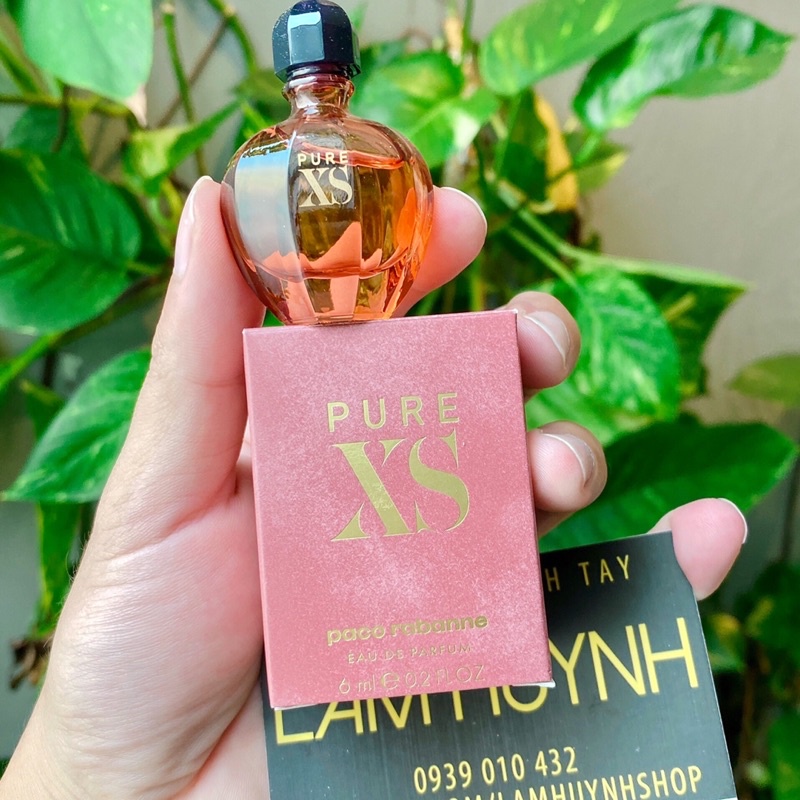 PURE
XS
PURE
XS
paco rabanne
EAU DE PARFUM
6 ml e 0.2 FL.OZ
H TAY
LAM HUYNH
0939 010 432
OM/LAMHUYNHSHOP